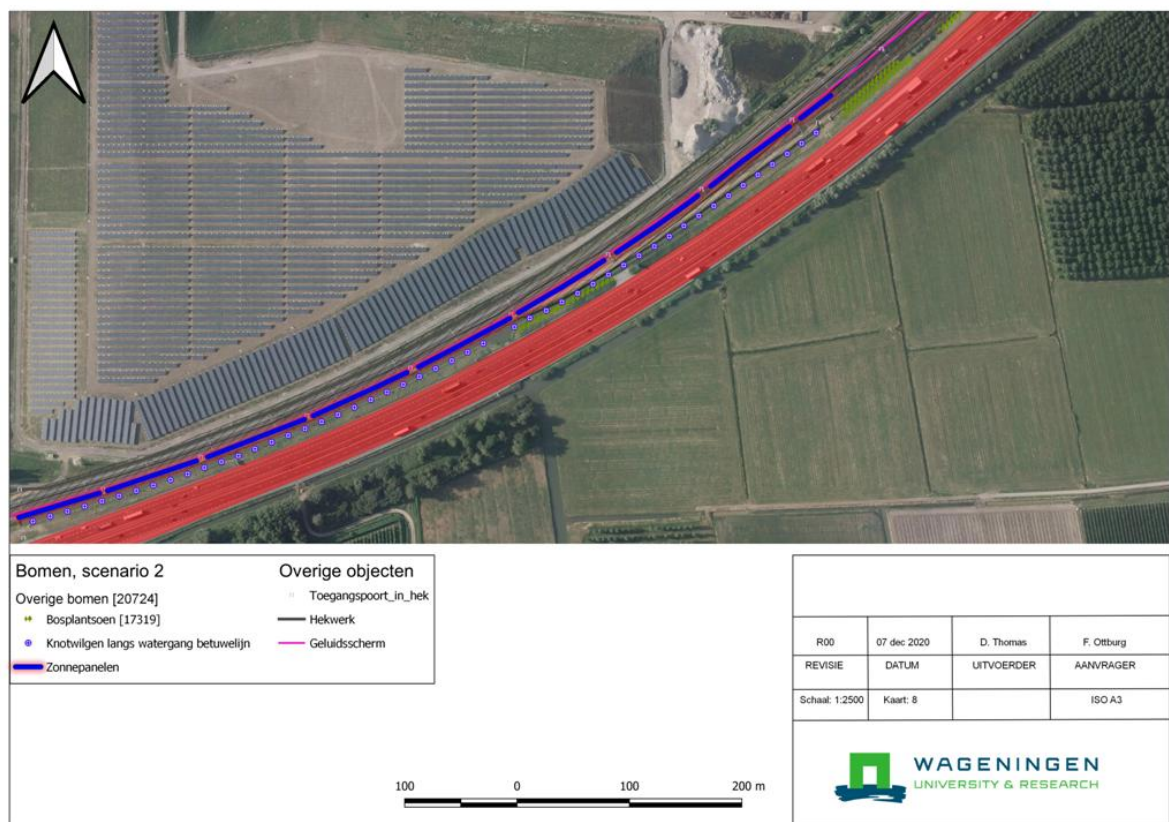 Bomen, scenario 2
Overige bomen [20724]
Bosplantsoen [17319]
Knotwilgen langs watergang betuwelijn
Zonnepanelen
Overige objecten
Toegangspoort_in_hek
Hekwerk
Geluidsscherm
100 0 100 200 m
R00 07 dec 2020 D. Thomas F. Ottburg
REVISIE DATUM UITVOERDER AANVRAGER
Schaal: 1:2500 Kaart: 8 ISO A3
WAGENINGEN
UNIVERSITY & RESEARCH